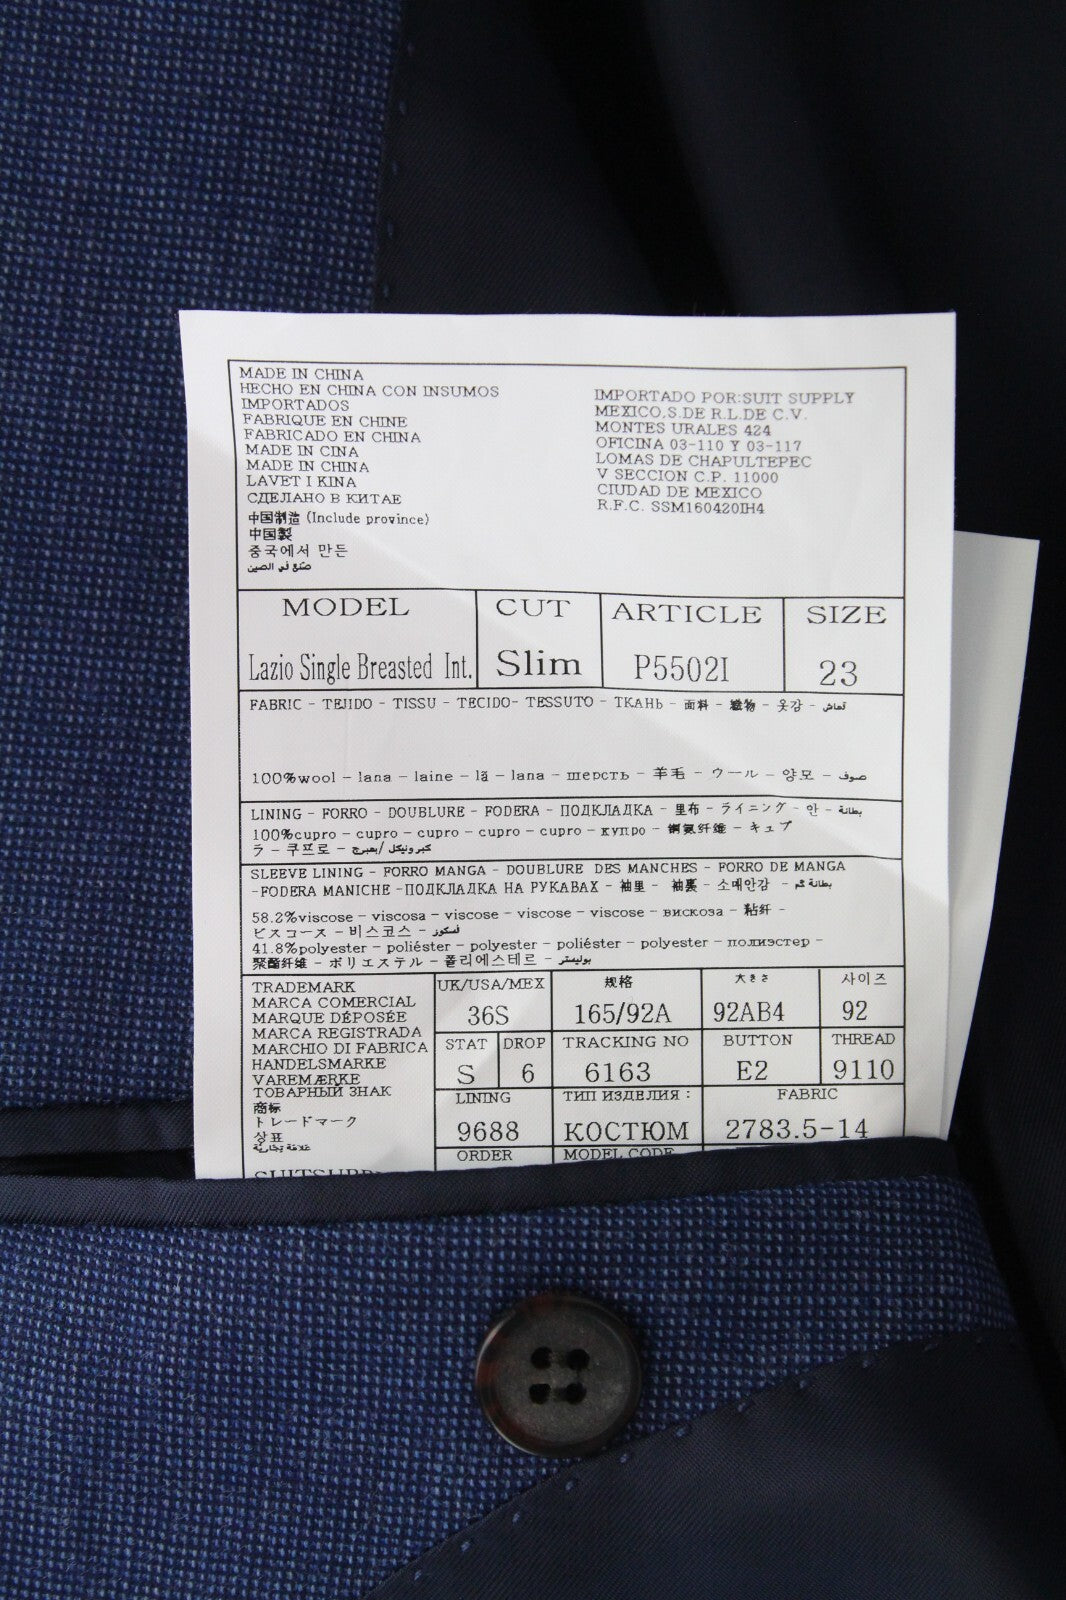 MADE IN CHINA
HECHO EN CHINA CON INSUMOS
IMPORTADOS
FABRIQUE EN CHINE
FABRICADO EN CHINA
MADE IN CINA
MADE IN CHINA
LAVET I KINA
СДЕЛАНО В КИТАЕ
中国制造 (Include province)
中国製
중국에서 만든
صنع في الصين
IMPORTADO POR:SUIT SUPPLY
MEXICO,S.DE R.L.DE C.V.
MONTES URALES 424
OFICINA 03-110 Y 03-117
LOMAS DE CHAPULTEPEC
V SECCION C.P. 11000
CIUDAD DE MEXICO
R.F.C. SSM160420IH4
MODEL CUT ARTICLE SIZE
Lazio Single Breasted Int. Slim P5502I 23
FABRIC - TEJIDO - TISSU - TECIDO- TESSUTO - ТКАНЬ - 面料 - 織物 - 옷감 - قماش
100%wool - lana - laine - lã - lana - шерсть - 羊毛 - ウール - 양모 - صوف
LINING - FORRO - DOUBLURE - FODERA - ПОДКЛАДКА - 里布 - ライニング - 안 - بطانة
100%cupro - cupro - cupro - cupro - cupro - купро - 铜氨纤维 - キュプ
ラ - 쿠프로 -
SLEEVE LINING - FORRO MANGA - DOUBLURE DES MANCHES - FORRO DE MANGA
-FODERA MANICHE -ПОДКЛАДКА НА РУКАВАХ - 袖里 - 袖裏 - 소매안감 - بطانة كم
58.2%viscose - viscosa - viscose - viscose - viscose - вискоза - 粘纤 -
ビスコース - 비스코스 - فسكوز
41.8%polyester - poliéster - polyester - poliéster - polyester - полиэстер -
聚酯纤维 - ポリエステル - 폴리에스테르 - بوليستر
TRADEMARK
MARCA COMERCIAL
MARQUE DÉPOSÉE
MARCA REGISTRADA
MARCHIO DI FABRICA
HANDELSMARKE
VAREMÆRKE
ТОВАРНЫЙ ЗНАК
商标
トレードマーク
상표
علامة تجارية
SUITSUPP
UK/USA/MEX 规格 大きさ 사이즈
36S 165/92A 92AB4 92
STAT DROP TRACKING NO BUTTON THREAD
S 6 6163 E2 9110
LINING ТИП ИЗДЕЛИЯ : FABRIC
9688 КОСТЮМ 2783.5-14
ORDER MODEL CODE